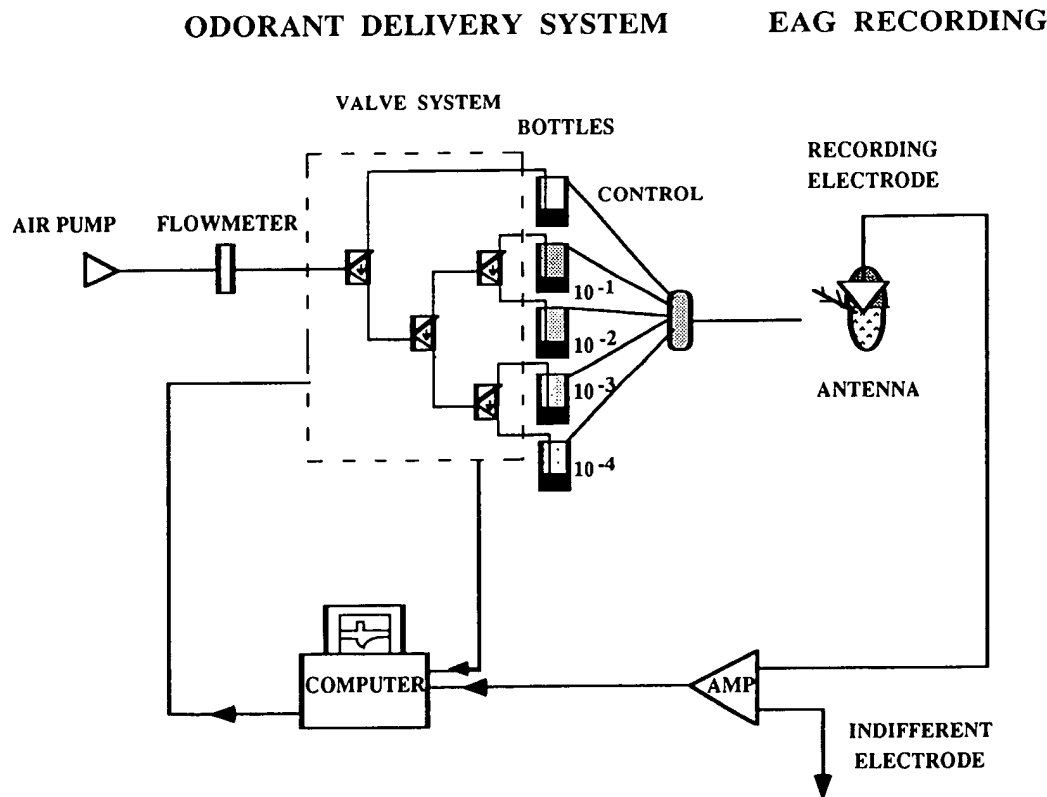 ODORANT DELIVERY SYSTEM
EAG RECORDING
VALVE SYSTEM
BOTTLES
RECORDING
ELECTRODE
CONTROL
AIR PUMP
FLOWMETER
10 -1
10 -2
10 -3
10 -4
ANTENNA
COMPUTER
AMP
INDIFFERENT
ELECTRODE